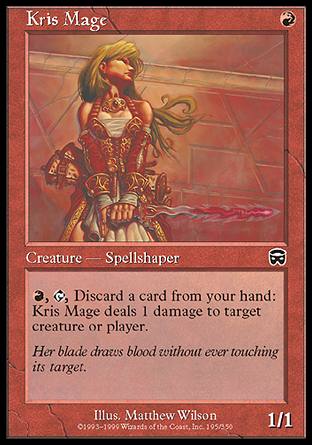 Kris Mage
Creature — Spellshaper
, , Discard a card from your hand:
Kris Mage deals 1 damage to target
creature or player.
Her blade draws blood without ever touching
its target.
Illus. Matthew Wilson
©1993–1999 Wizards of the Coast, Inc. 195/350
1/1